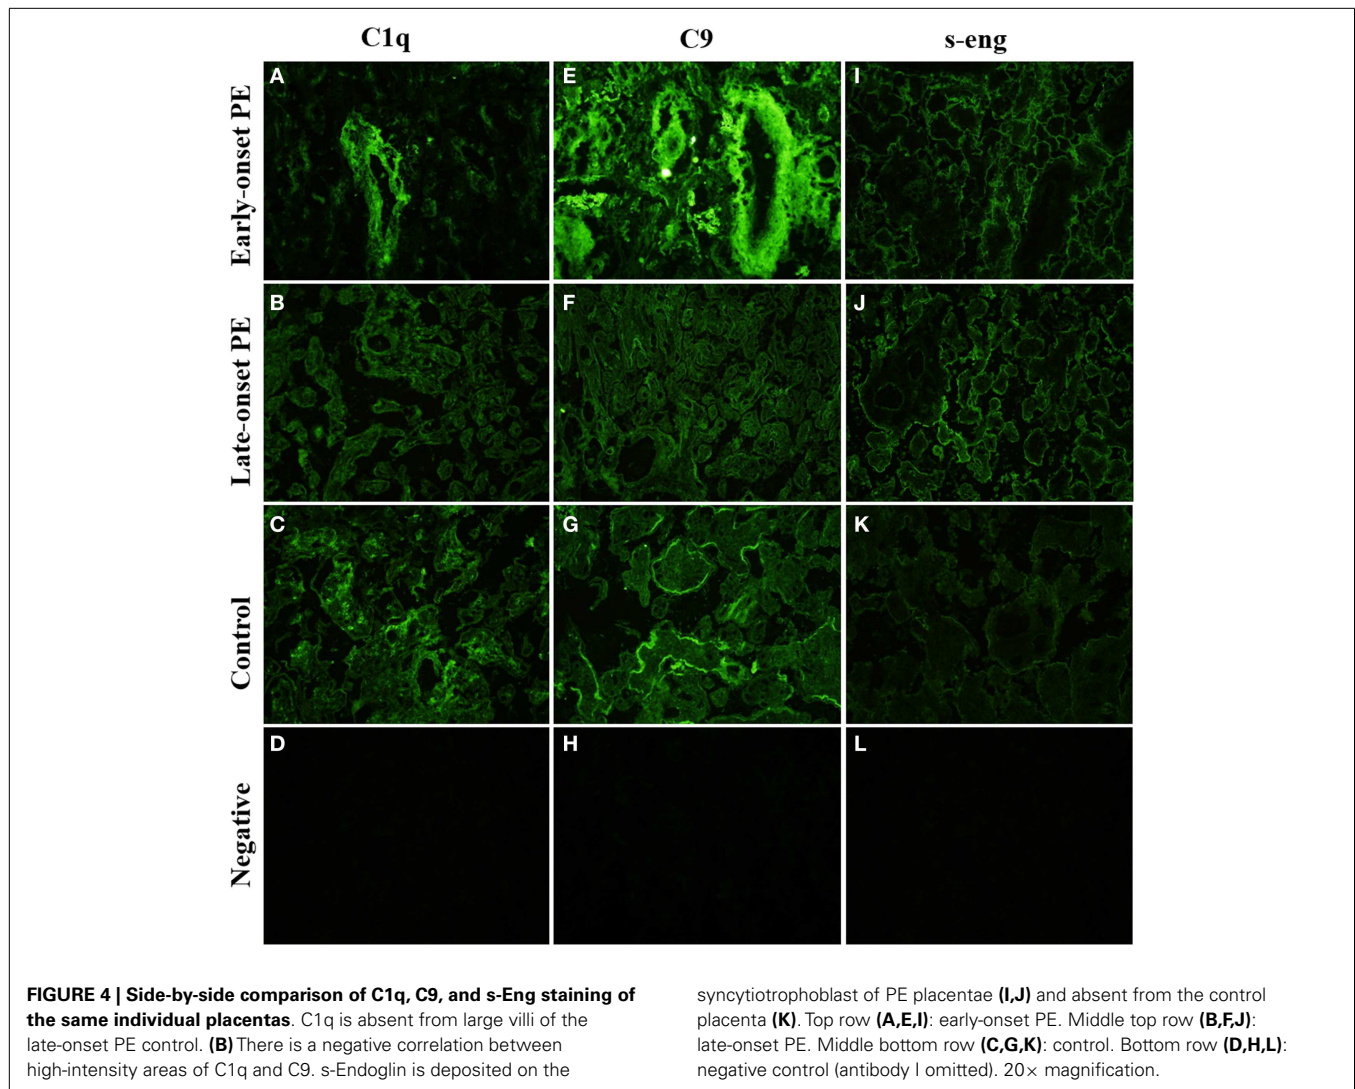 C1q C9 s-eng
Early-onset PE
A E I
Late-onset PE
B F J
Control
C G K
Negative
D H L
FIGURE 4 | Side-by-side comparison of C1q, C9, and s-Eng staining of
the same individual placentas. C1q is absent from large villi of the
late-onset PE control. (B) There is a negative correlation between
high-intensity areas of C1q and C9. s-Endoglin is deposited on the
syncytiotrophoblast of PE placentae (I,J) and absent from the control
placenta (K). Top row (A,E,I): early-onset PE. Middle top row (B,F,J):
late-onset PE. Middle bottom row (C,G,K): control. Bottom row (D,H,L):
negative control (antibody I omitted). 20× magnification.